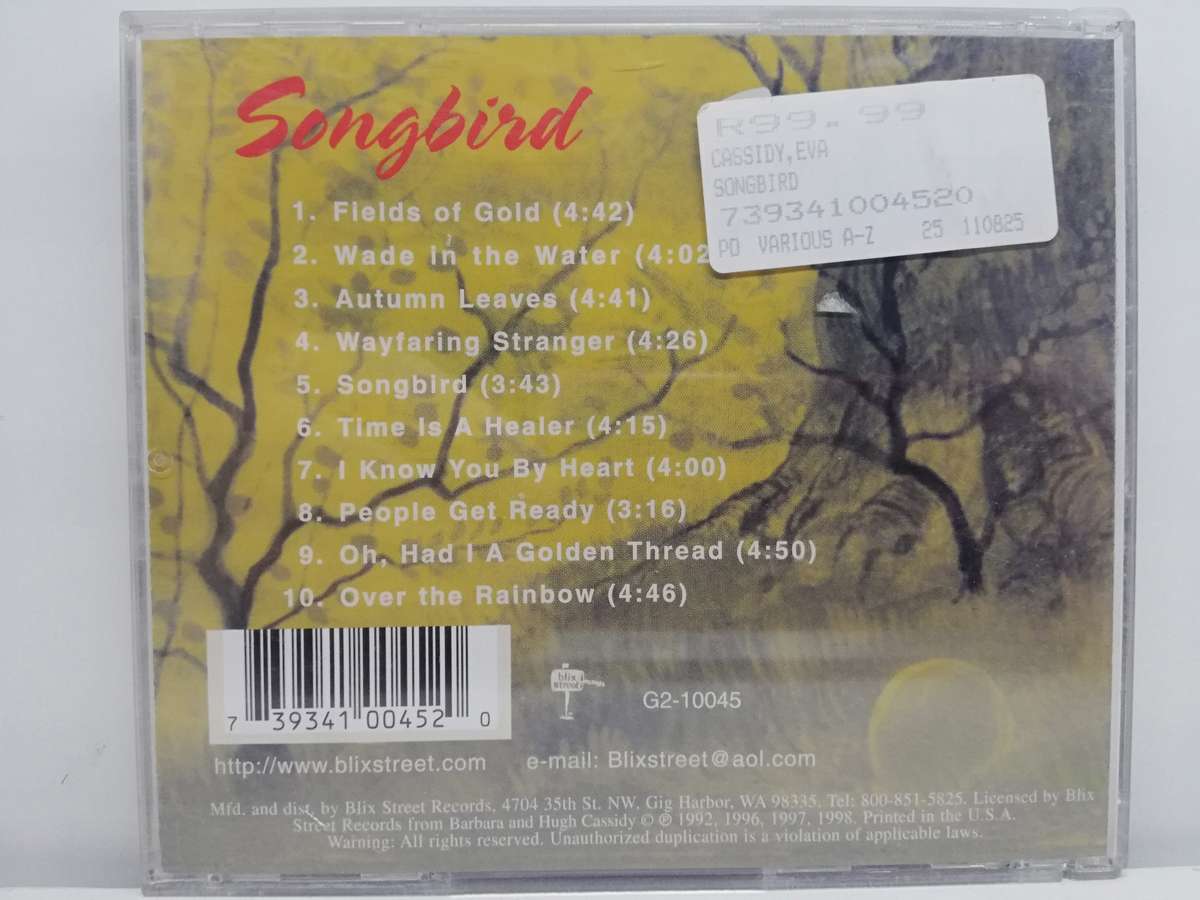 Songbird
R99.99
CASSIDY,EVA
SONGBIRD
739341004520
PD VARIOUS A-Z 25 110825
1. Fields of Gold (4:42)
2. Wade in the Water (4:02
3. Autumn Leaves (4:41)
4. Wayfaring Stranger (4:26)
5. Songbird (3:43)
6. Time Is A Healer (4:15)
7. I Know You By Heart (4:00)
8. People Get Ready (3:16)
9. Oh, Had I A Golden Thread (4:50)
10. Over the Rainbow (4:46)
7 39341 00452 0
blix
street
G2-10045
http://www.blixstreet.com e-mail: Blixstreet@aol.com
Mfd. and dist. by Blix Street Records, 4704 35th St. NW, Gig Harbor, WA 98335. Tel: 800-851-5825. Licensed by Blix
Street Records from Barbara and Hugh Cassidy © ℗ 1992, 1996, 1997, 1998. Printed in the U.S.A.
Warning: All rights reserved. Unauthorized duplication is a violation of applicable laws.